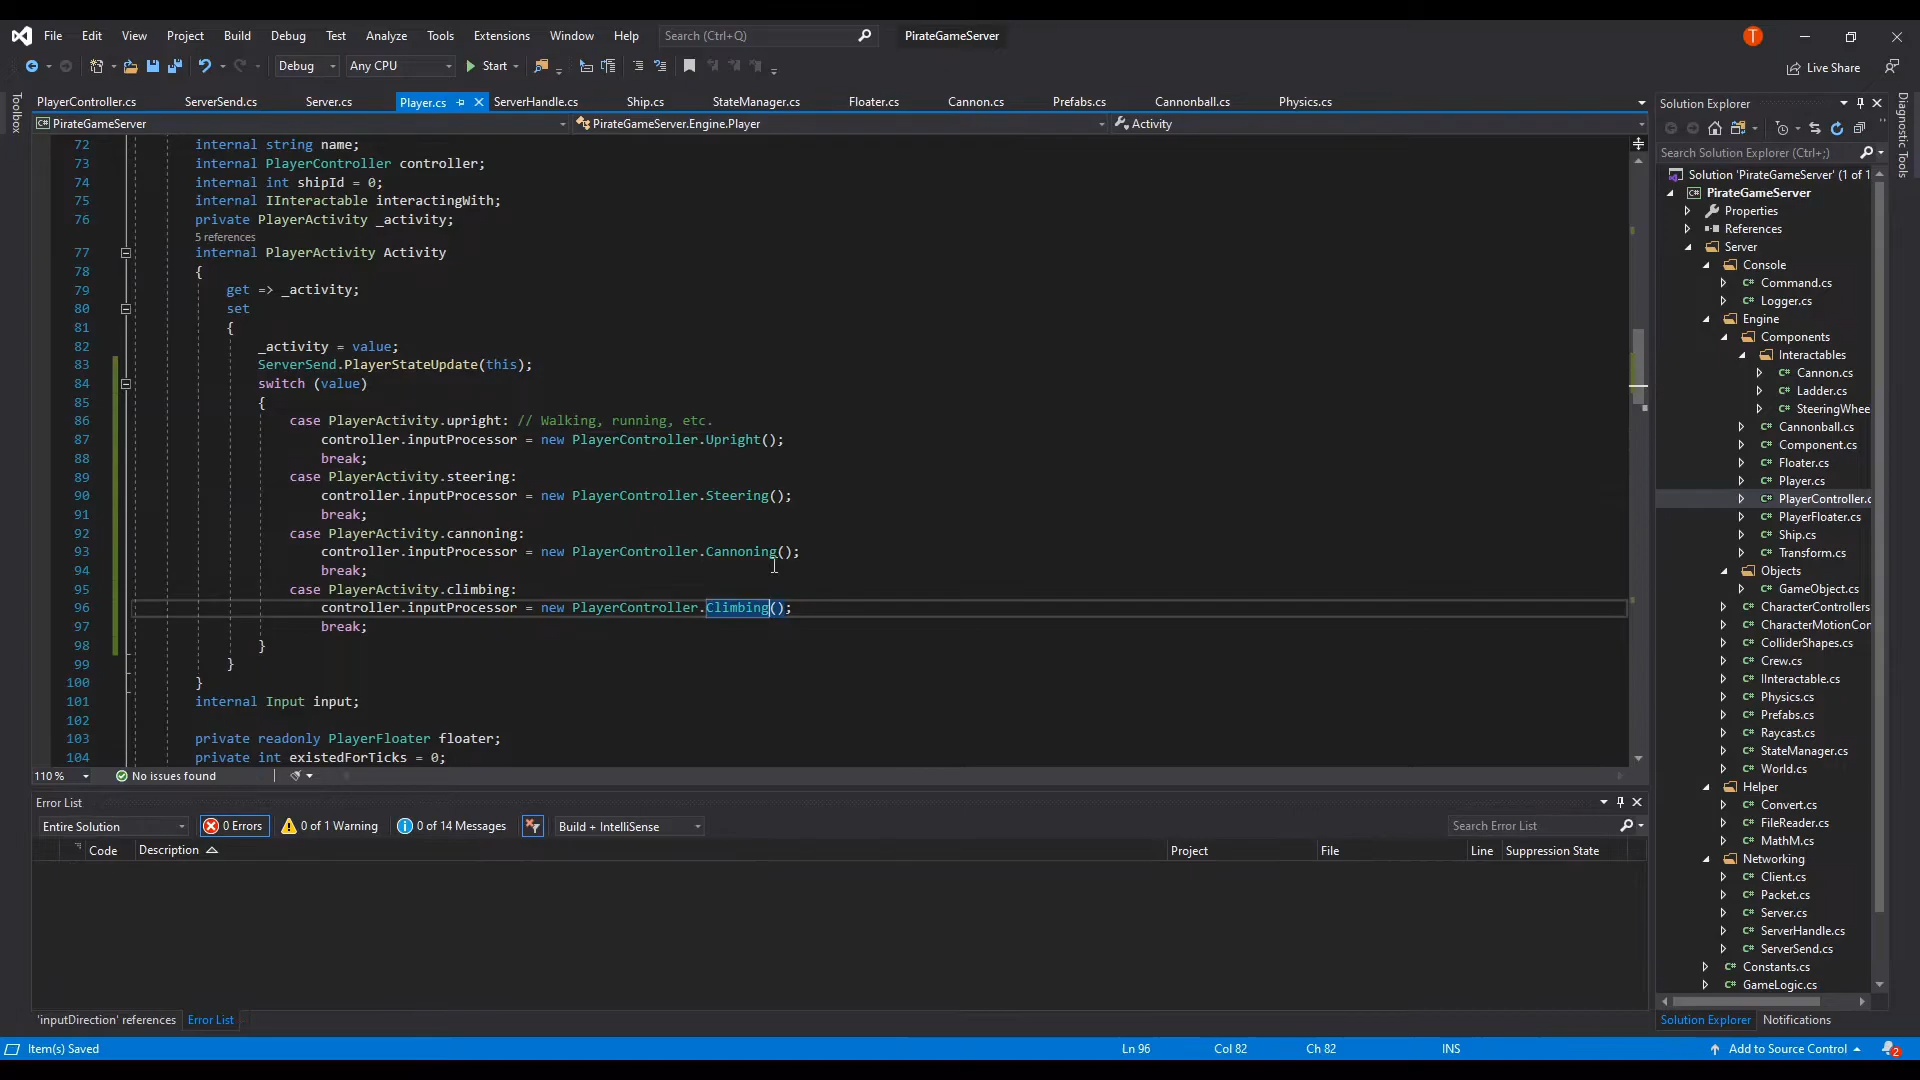 File Edit View Project Build Debug Test Analyze Tools Extensions Window Help Search (Ctrl+Q) PirateGameServer T
Debug Any CPU Start Live Share
PlayerController.cs ServerSend.cs Server.cs Player.cs ServerHandle.cs Ship.cs StateManager.cs Floater.cs Cannon.cs Prefabs.cs Cannonball.cs Physics.cs
PirateGameServer PirateGameServer.Engine.Player Activity
Toolbox
72 internal string name;
73 internal PlayerController controller;
74 internal int shipId = 0;
75 internal IInteractable interactingWith;
76 private PlayerActivity _activity;
5 references
77 internal PlayerActivity Activity
78 {
79 get => _activity;
80 set
81 {
82 _activity = value;
83 ServerSend.PlayerStateUpdate(this);
84 switch (value)
85 {
86 case PlayerActivity.upright: // Walking, running, etc.
87 controller.inputProcessor = new PlayerController.Upright();
88 break;
89 case PlayerActivity.steering:
90 controller.inputProcessor = new PlayerController.Steering();
91 break;
92 case PlayerActivity.cannoning:
93 controller.inputProcessor = new PlayerController.Cannoning();
94 break;
95 case PlayerActivity.climbing:
96 controller.inputProcessor = new PlayerController.Climbing();
97 break;
98 }
99 }
100 }
101 internal Input input;
102
103 private readonly PlayerFloater floater;
104 private int existedForTicks = 0;
110 % No issues found
Error List
Entire Solution 0 Errors 0 of 1 Warning 0 of 14 Messages Build + IntelliSense Search Error List
Code Description Project File Line Suppression State
'inputDirection' references Error List
Item(s) Saved Ln 96 Col 82 Ch 82 INS Add to Source Control 2
Solution Explorer
Search Solution Explorer (Ctrl+;)
Solution 'PirateGameServer' (1 of 1
PirateGameServer
Properties
References
Server
Console
Command.cs
Logger.cs
Engine
Components
Interactables
Cannon.cs
Ladder.cs
SteeringWhee
Cannonball.cs
Component.cs
Floater.cs
Player.cs
PlayerController.c
PlayerFloater.cs
Ship.cs
Transform.cs
Objects
GameObject.cs
CharacterControllers
CharacterMotionCor
ColliderShapes.cs
Crew.cs
IInteractable.cs
Physics.cs
Prefabs.cs
Raycast.cs
StateManager.cs
World.cs
Helper
Convert.cs
FileReader.cs
MathM.cs
Networking
Client.cs
Packet.cs
Server.cs
ServerHandle.cs
ServerSend.cs
Constants.cs
GameLogic.cs
Solution Explorer Notifications
Diagnostic Tools